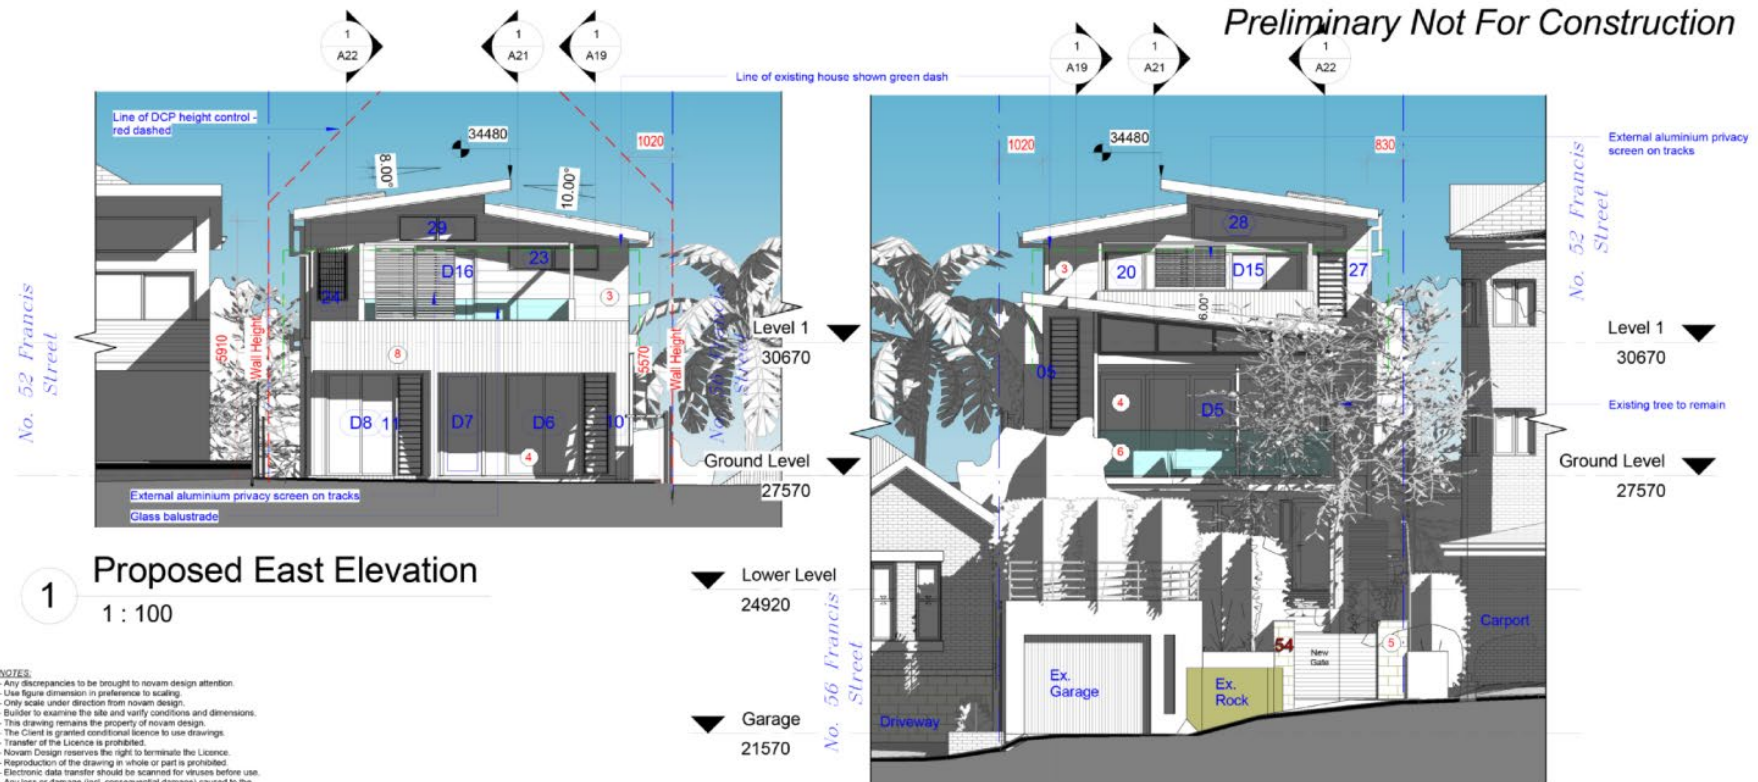 Preliminary Not For Construction
1
A22
1
A21
1
A19
1
A19
1
A21
1
A22
Line of existing house shown green dash
Line of DCP height control -
red dashed
34480
1020
8.00°
10.00°
29
23
D16
24
3
8
5910
Wall Height
5570
Wall Height
D8
11
D7
D6
10
4
No. 52 Francis
Street
Street
External aluminium privacy screen on tracks
Glass balustrade
Level 1
30670
Ground Level
27570
1
Proposed East Elevation
1 : 100
1020
34480
830
External aluminium privacy
screen on tracks
No. 52 Francis
Street
28
3
20
D15
27
6.00°
05
4
D5
6
Level 1
30670
Existing tree to remain
Ground Level
27570
Lower Level
24920
Garage
21570
No. 56 Francis
Street
Driveway
Ex.
Garage
Ex.
Rock
54
New
Gate
5
Carport
NOTES:
- Any discrepancies to be brought to novam design attention.
- Use figure dimension in preference to scaling.
- Only scale under direction from novam design.
- Builder to examine the site and varify conditions and dimensions.
- This drawing remains the property of novam design.
- The Client is granted conditional licence to use drawings.
- Transfer of the Licence is prohibited.
- Novam Design reserves the right to terminate the Licence.
- Reproduction of the drawing in whole or part is prohibited.
- Electronic data transfer should be scanned for viruses before use.